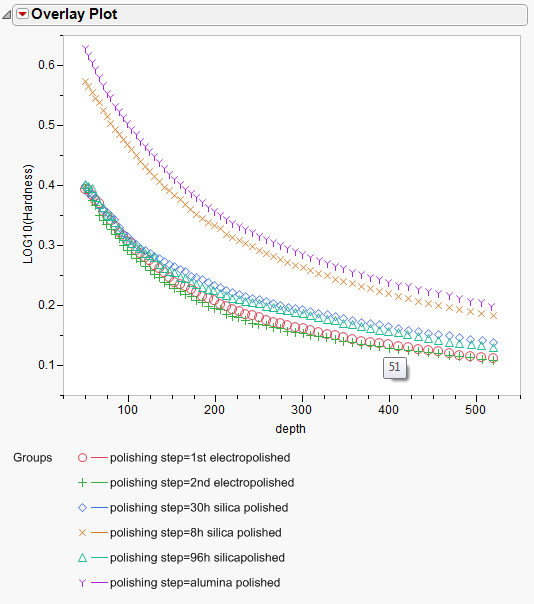 Overlay Plot
LOG10(Hardness)
0.6
0.5
0.4
0.3
0.2
0.1
51
100 200 300 400 500
depth
Groups
polishing step=1st electropolished
polishing step=2nd electropolished
polishing step=30h silica polished
polishing step=8h silica polished
polishing step=96h silicapolished
polishing step=alumina polished